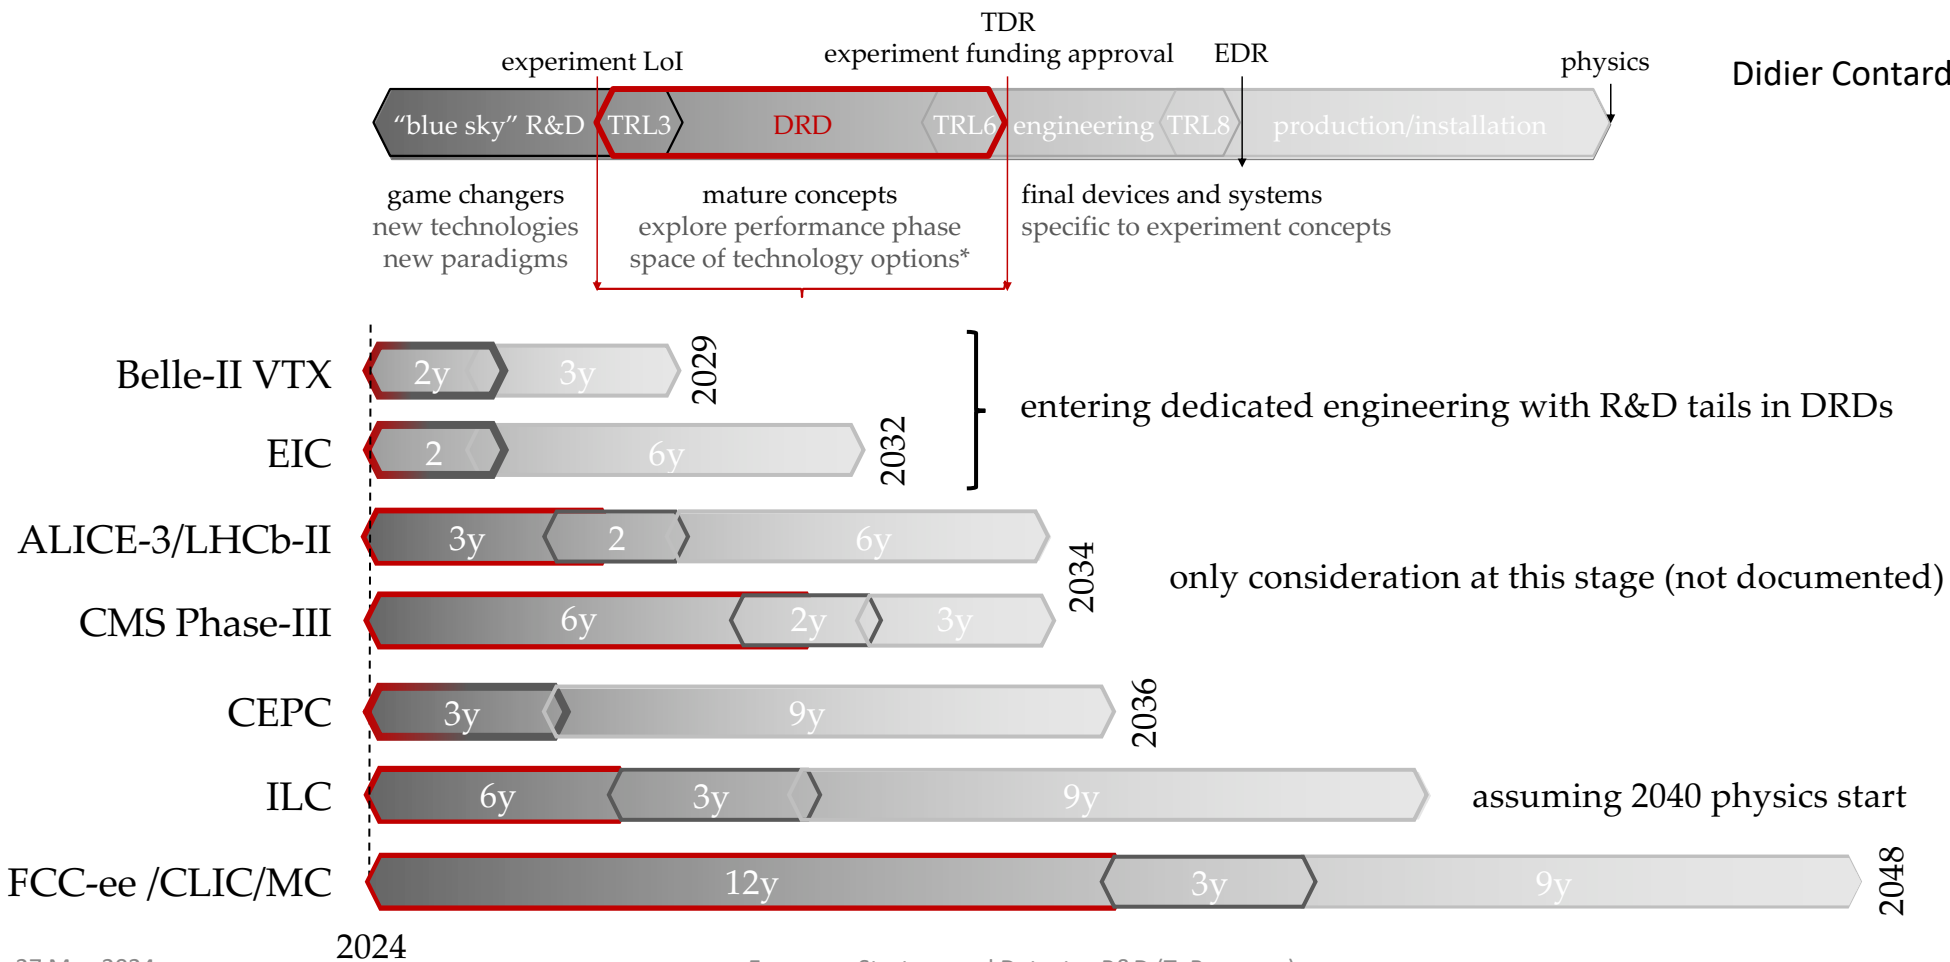 TDR
experiment LoI
experiment funding approval
EDR
physics
Didier Contard
"blue sky" R&D
TRL3
DRD
TRL6
engineering
TRL8
production/installation
game changers
new technologies
new paradigms
mature concepts
explore performance phase
space of technology options*
final devices and systems
specific to experiment concepts
Belle-II VTX
2y
3y
2029
entering dedicated engineering with R&D tails in DRDs
EIC
2
6y
2032
ALICE-3/LHCb-II
3y
2
6y
2034
only consideration at this stage (not documented)
CMS Phase-III
6y
2y
3y
CEPC
3y
9y
2036
ILC
6y
3y
9y
assuming 2040 physics start
FCC-ee /CLIC/MC
12y
3y
9y
2048
2024